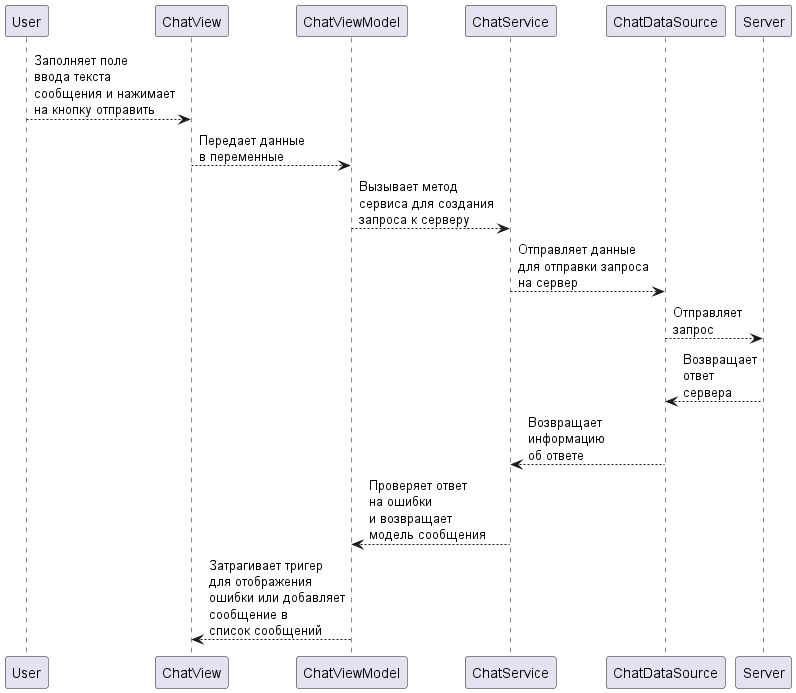 User
ChatView
ChatViewModel
ChatService
ChatDataSource
Server
Заполняет поле
ввода текста
сообщения и нажимает
на кнопку отправить
Передает данные
в переменные
Вызывает метод
сервиса для создания
запроса к серверу
Отправляет данные
для отправки запроса
на сервер
Отправляет
запрос
Возвращает
ответ
сервера
Возвращает
информацию
об ответе
Проверяет ответ
на ошибки
и возвращает
модель сообщения
Затрагивает тригер
для отображения
ошибки или добавляет
сообщение в
список сообщений
User
ChatView
ChatViewModel
ChatService
ChatDataSource
Server